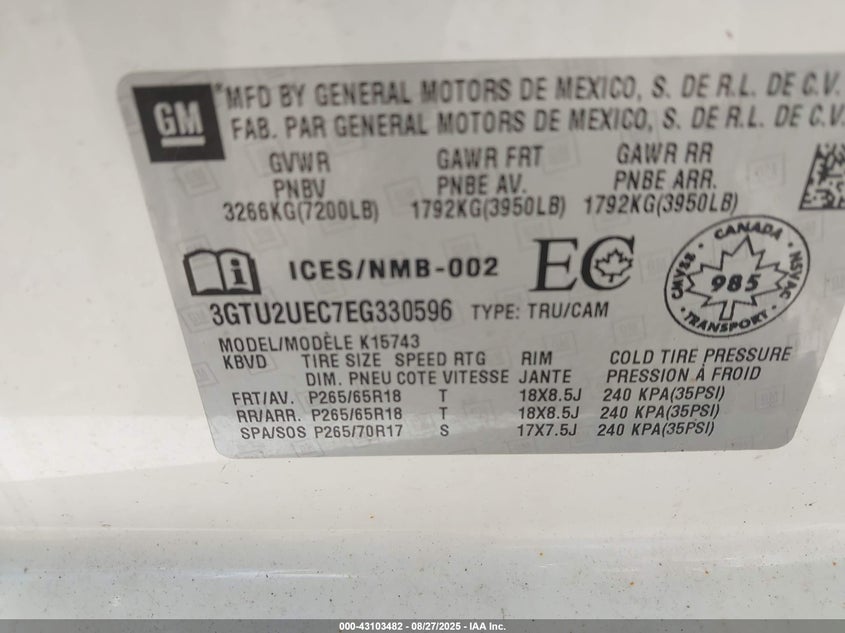 GM
*MFD BY GENERAL MOTORS DE MEXICO, S. DE R.L. DE C.V.
FAB. PAR GENERAL MOTORS DE MEXICO, S. DE R.L. DE C.V.
GVWR GAWR FRT GAWR RR
PNBV PNBE AV. PNBE ARR.
3266KG(7200LB) 1792KG(3950LB) 1792KG(3950LB)
i ICES/NMB-002 EC
CANADA
CMVSS 985 NSVAC
TRANSPORT
3GTU2UEC7EG330596 TYPE: TRU/CAM
MODEL/MODÈLE K15743
KBVD TIRE SIZE SPEED RTG RIM COLD TIRE PRESSURE
DIM. PNEU COTE VITESSE JANTE PRESSION À FROID
FRT/AV. P265/65R18 T 18X8.5J 240 KPA(35PSI)
RR/ARR. P265/65R18 T 18X8.5J 240 KPA(35PSI)
SPA/SOS P265/70R17 S 17X7.5J 240 KPA(35PSI)
000-43103482 - 08/27/2025 - IAA Inc.